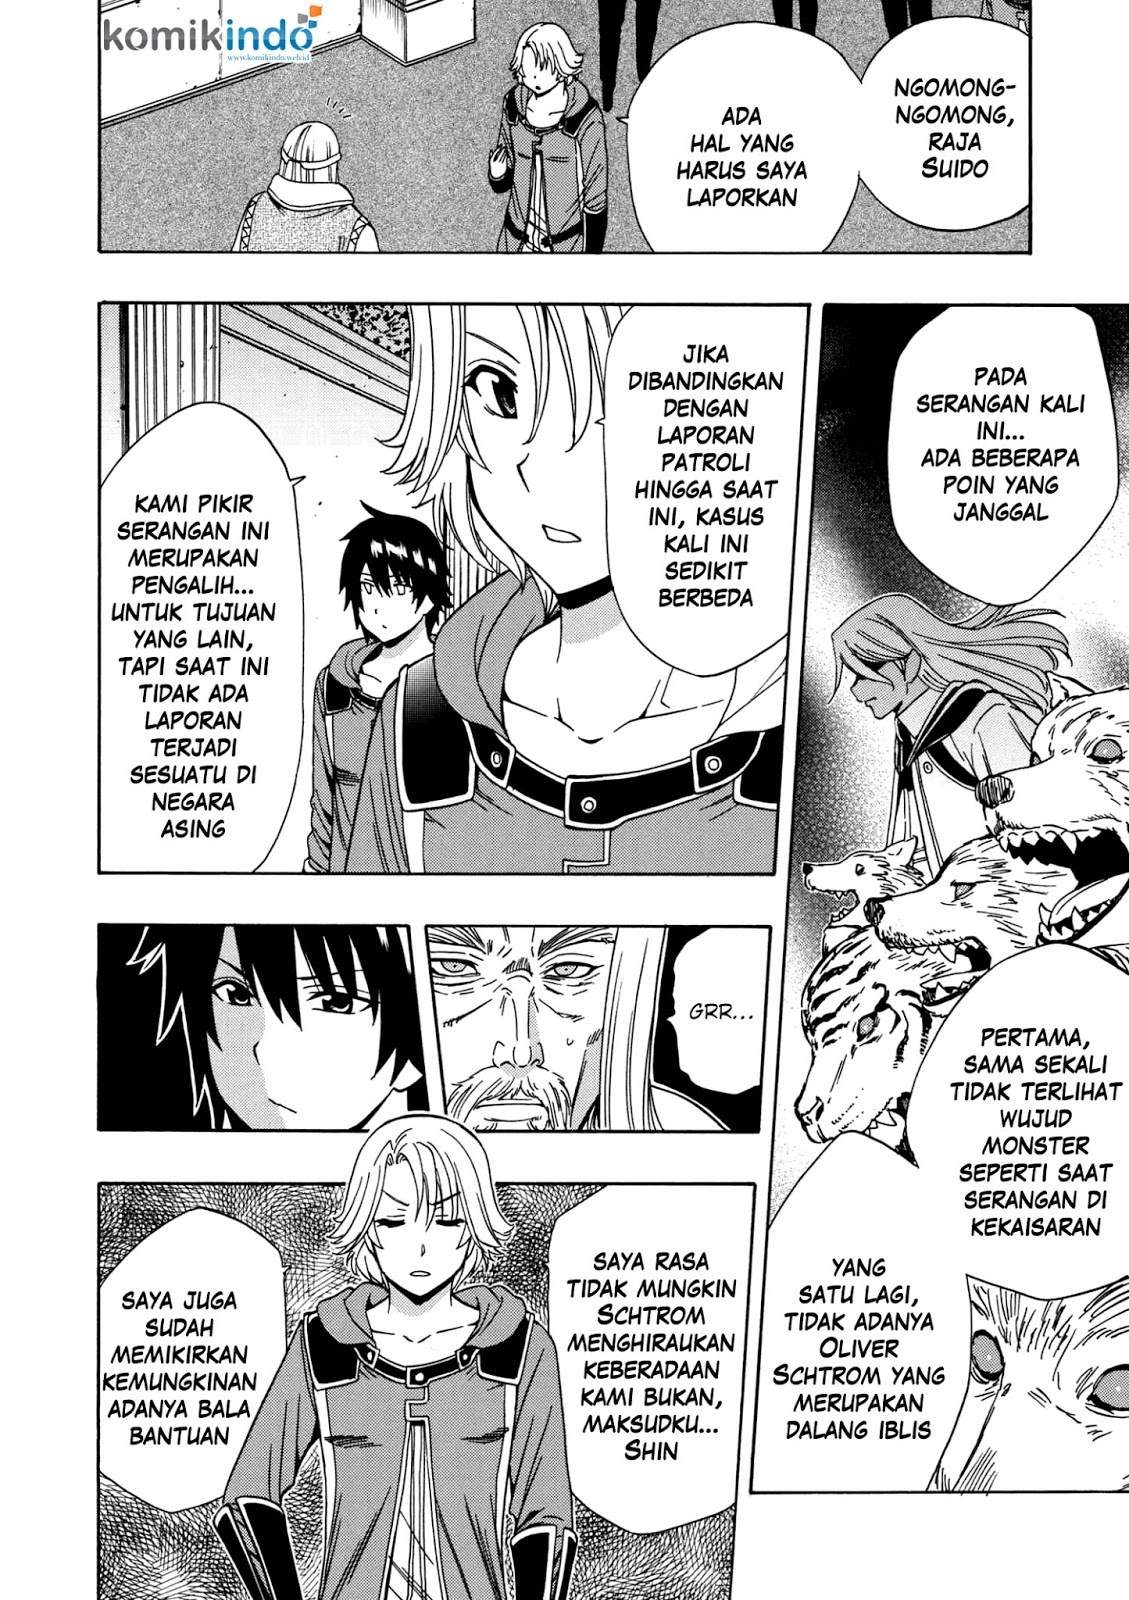 komikindo
www.komikindo.web.id
NGOMONG-
NGOMONG,
RAJA
SUIDO
ADA
HAL YANG
HARUS SAYA
LAPORKAN
PADA
SERANGAN KALI
INI...
ADA BEBERAPA
POIN YANG
JANGGAL
PERTAMA,
SAMA SEKALI
TIDAK TERLIHAT
WUJUD
MONSTER
SEPERTI SAAT
SERANGAN DI
KEKAISARAN
YANG
SATU LAGI,
TIDAK ADANYA
OLIVER
SCHTROM YANG
MERUPAKAN
DALANG IBLIS
JIKA
DIBANDINGKAN
DENGAN
LAPORAN
PATROLI
HINGGA SAAT
INI, KASUS
KALI INI
SEDIKIT
BERBEDA
KAMI PIKIR
SERANGAN INI
MERUPAKAN
PENGALIH...
UNTUK TUJUAN
YANG LAIN,
TAPI SAAT INI
TIDAK ADA
LAPORAN
TERJADI
SESUATU DI
NEGARA
ASING
GRR...
SAYA RASA
TIDAK MUNGKIN
SCHTROM
MENGHIRAUKAN
KEBERADAAN
KAMI BUKAN,
MAKSUDKU...
SHIN
SAYA JUGA
SUDAH
MEMIKIRKAN
KEMUNGKINAN
ADANYA BALA
BANTUAN